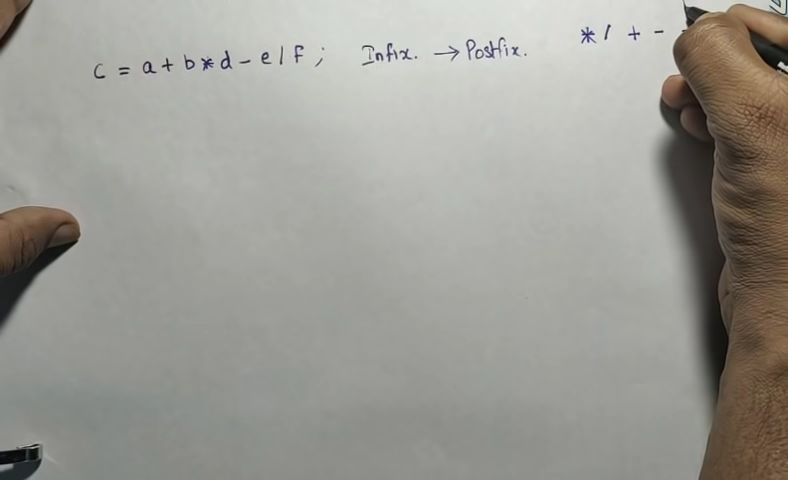 c = a + b * d - e / f ; Infix. → Postfix. * / + -